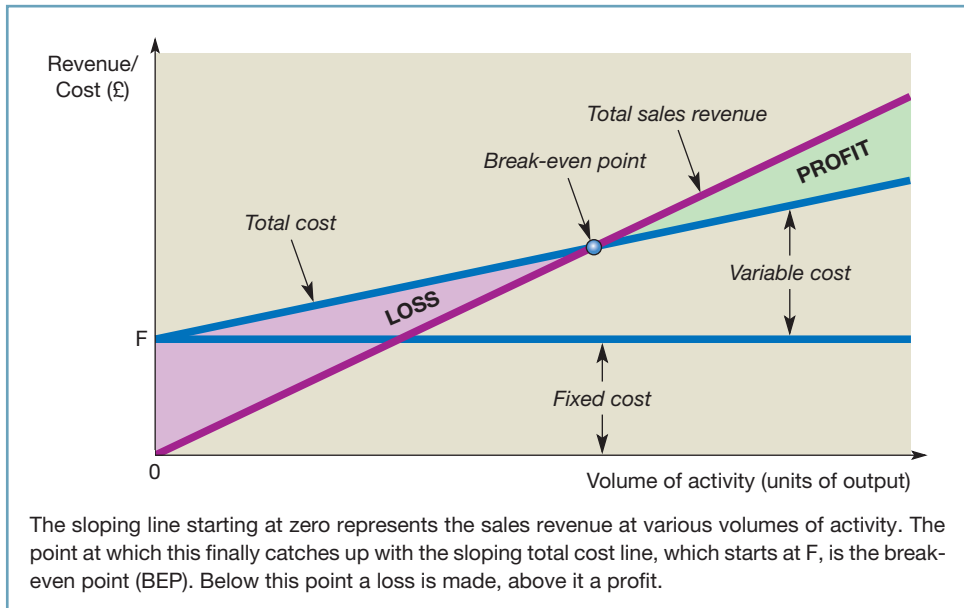 Revenue/
Cost (£)
Total sales revenue
Break-even point
PROFIT
Total cost
Variable cost
LOSS
F
Fixed cost
0
Volume of activity (units of output)
The sloping line starting at zero represents the sales revenue at various volumes of activity. The
point at which this finally catches up with the sloping total cost line, which starts at F, is the break-
even point (BEP). Below this point a loss is made, above it a profit.